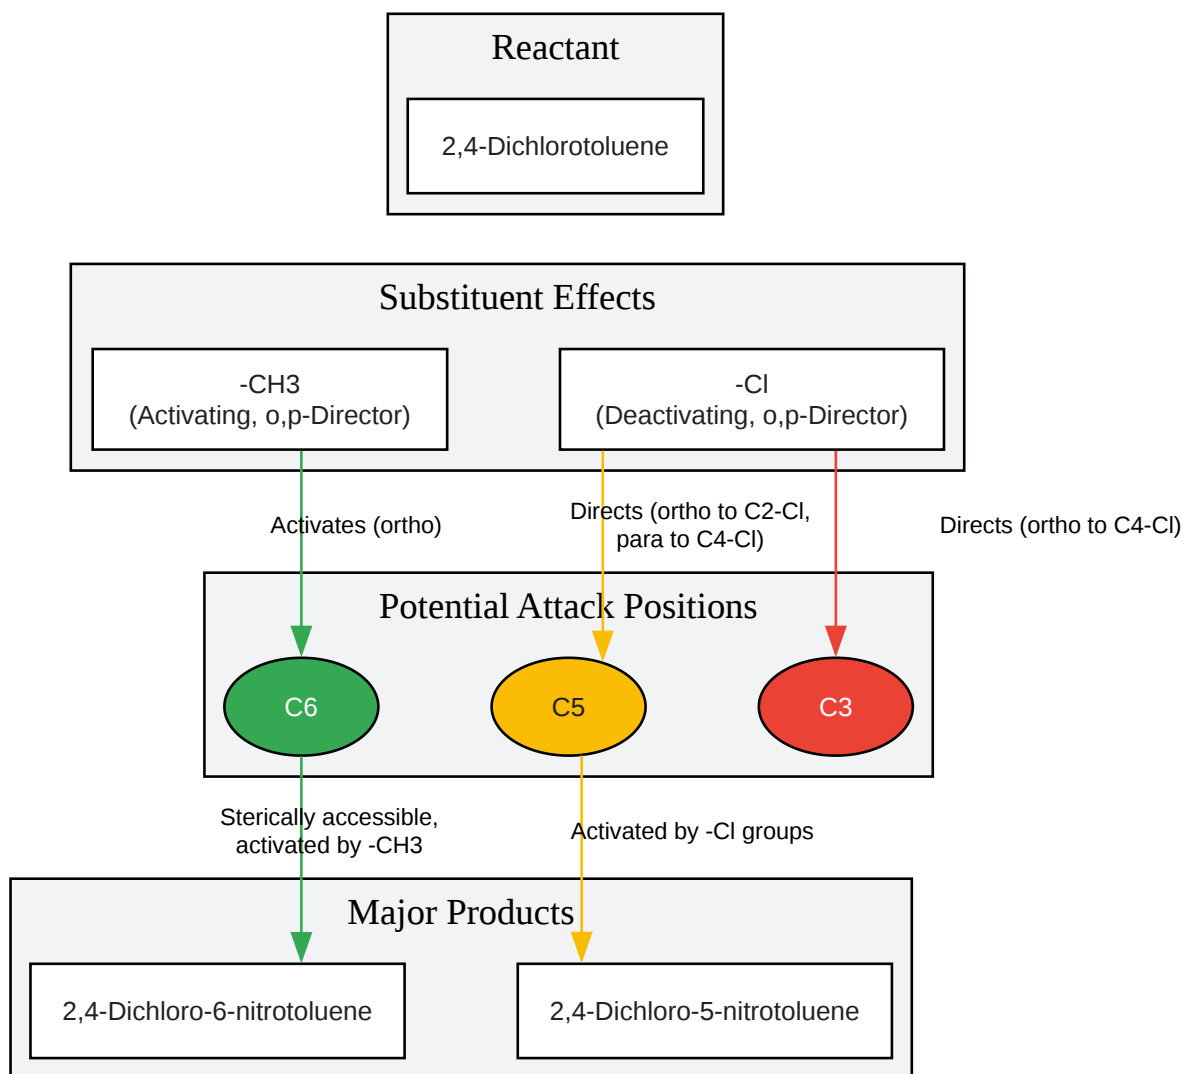 Reactant
2,4-Dichlorotoluene
Substituent Effects
-CH3
(Activating, o,p-Director)
-Cl
(Deactivating, o,p-Director)
Activates (ortho)
Directs (ortho to C2-Cl,
para to C4-Cl)
Directs (ortho to C4-Cl)
Potential Attack Positions
C6
C5
C3
Sterically accessible,
activated by -CH3
Activated by -Cl groups
Major Products
2,4-Dichloro-6-nitrotoluene
2,4-Dichloro-5-nitrotoluene